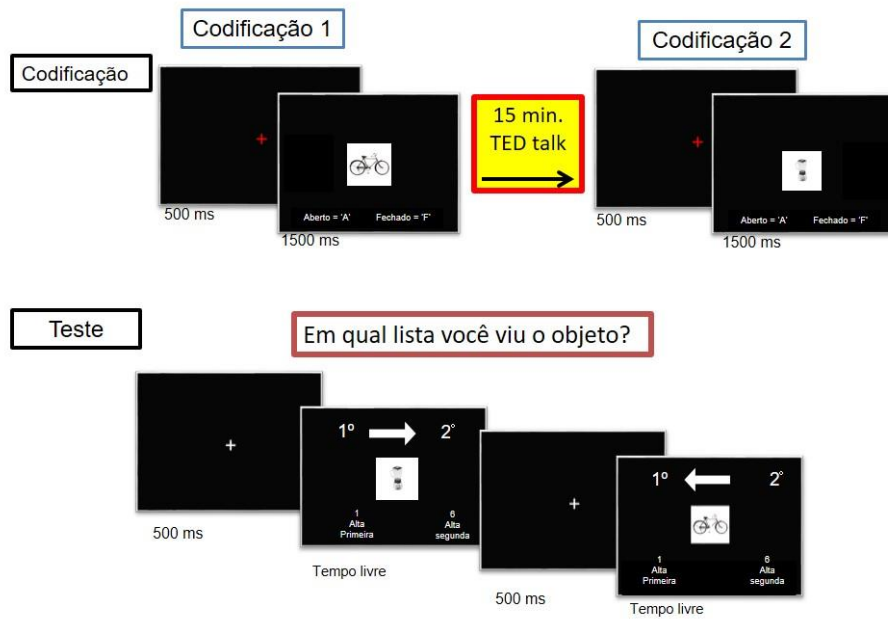 Codificação 1
Codificação 2
Codificação
15 min.
TED talk
Aberto = 'A' Fechado = 'F'
500 ms
1500 ms
Aberto = 'A' Fechado = 'F'
500 ms
1500 ms
Teste
Em qual lista você viu o objeto?
1º 2°
1 6
Alta Alta
Primeira segunda
500 ms
Tempo livre
1º 2°
1 6
Alta Alta
Primeira segunda
500 ms
Tempo livre